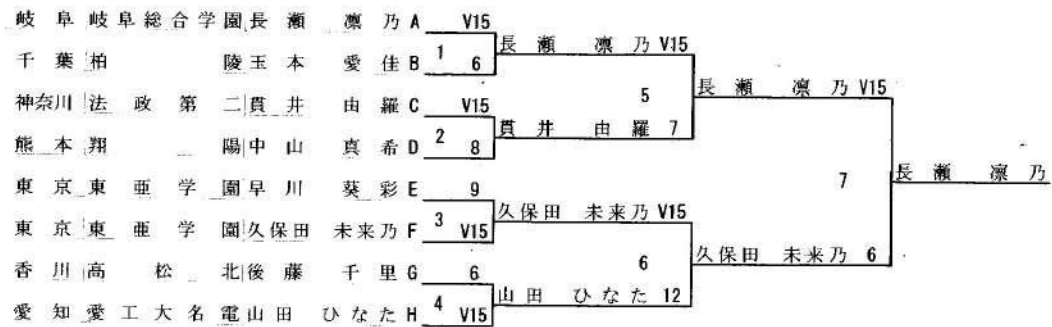 岐阜 岐阜総合学園 長瀬 凛乃 A V15
1 長瀬 凛乃 V15
千葉 柏陵 玉本 愛佳 B 6
5 長瀬 凛乃 V15
神奈川 法政第二 貫井 由羅 C V15
2 貫井 由羅 7
熊本 翔陽 中山 真希 D 8
7 長瀬 凛乃
東京 東亜学園 早川 葵彩 E 9
3 久保田 未来乃 V15
東京 東亜学園 久保田 未来乃 F V15
6 久保田 未来乃 6
香川 高松北 後藤 千里 G 6
4 山田 ひなた 12
愛知 愛工大名電 山田 ひなた H V15